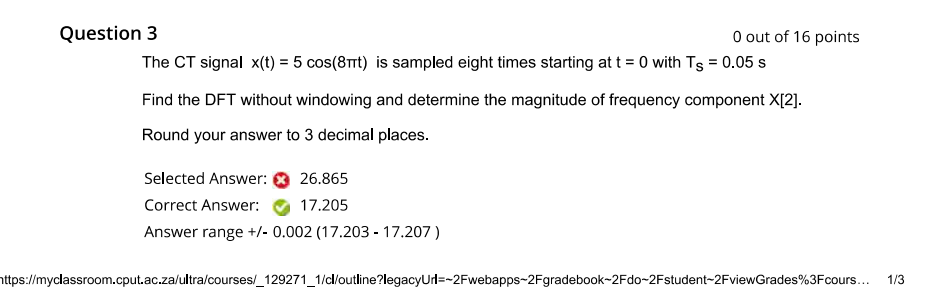 Question 3
0 out of 16 points
The CT signal x(t) = 5 cos(8πt) is sampled eight times starting at t = 0 with Ts = 0.05 s
Find the DFT without windowing and determine the magnitude of frequency component X[2].
Round your answer to 3 decimal places.
Selected Answer: 26.865
Correct Answer: 17.205
Answer range +/- 0.002 (17.203 - 17.207 )
https://myclassroom.cput.ac.za/ultra/courses/_129271_1/cl/outline?legacyUrl=~2Fwebapps~2Fgradebook~2Fdo~2Fstudent~2FviewGrades%3Fcours… 1/3